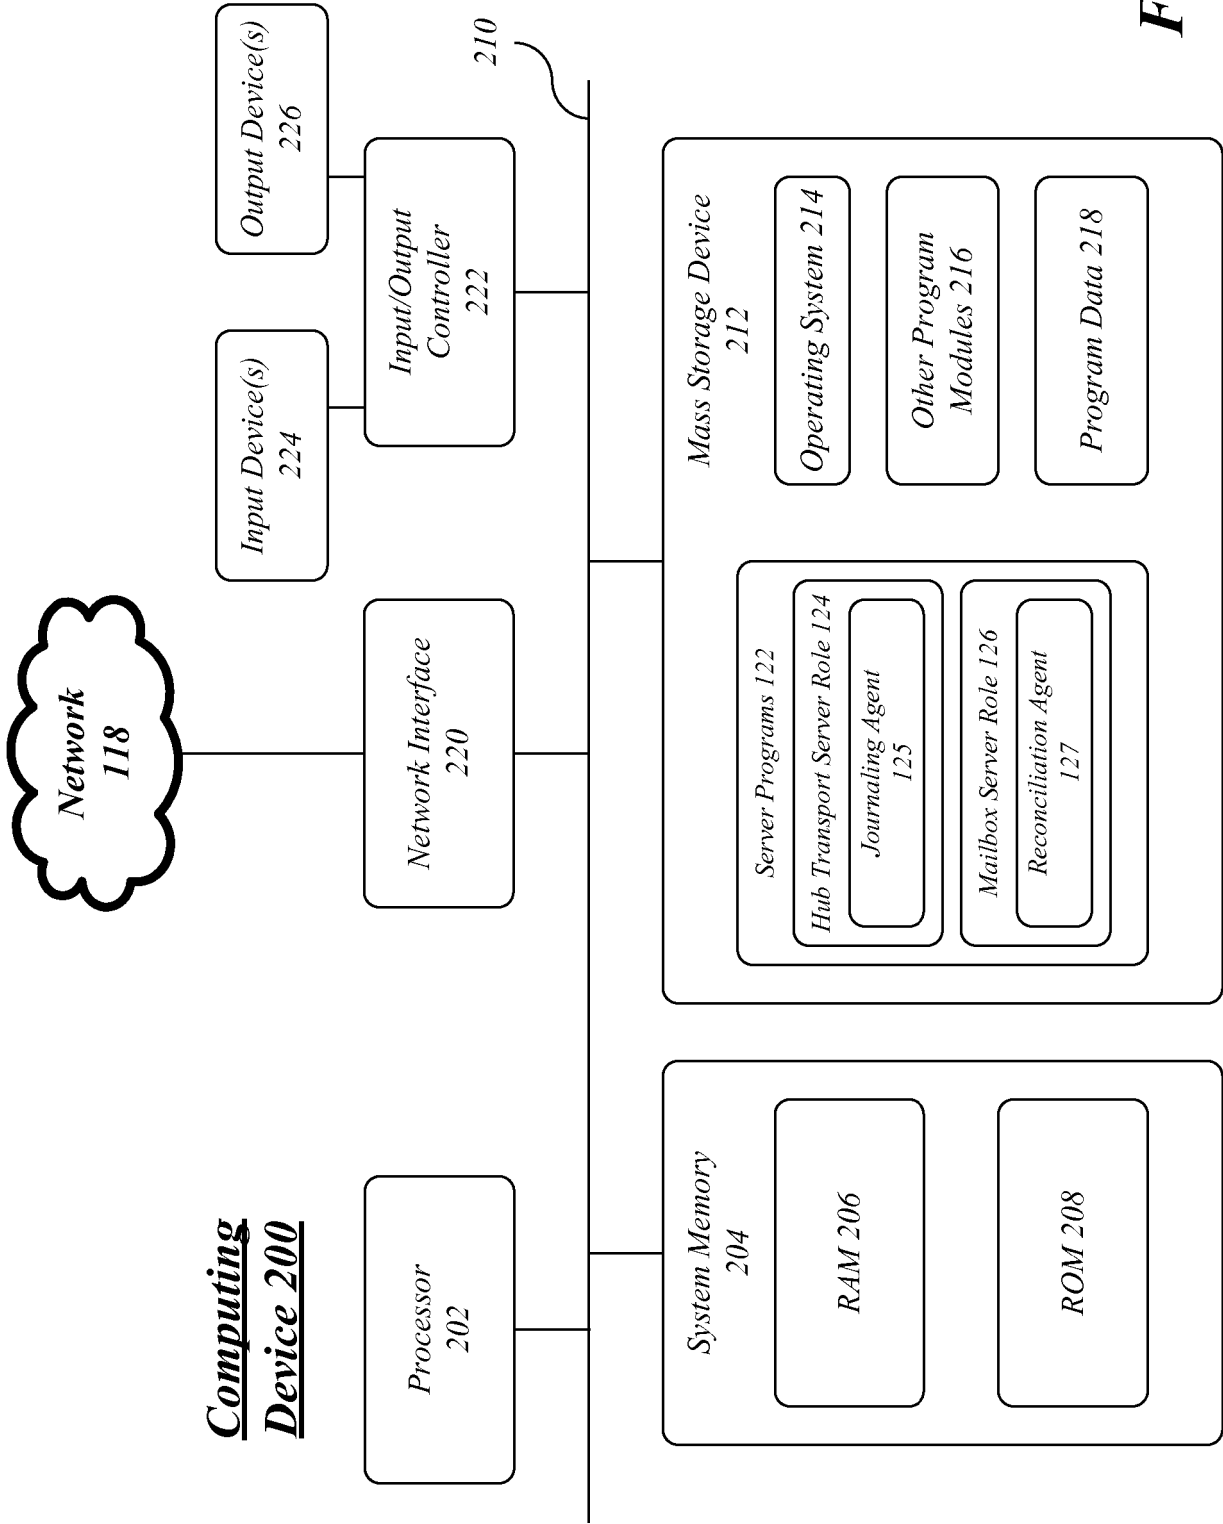 Computing
Device 200
Network
118
Output Device(s)
226
Input Device(s)
224
Processor
202
Network Interface
220
Input/Output
Controller
222
210
System Memory
204
RAM 206
ROM 208
Mass Storage Device
212
Server Programs 122
Hub Transport Server Role 124
Journaling Agent
125
Mailbox Server Role 126
Reconciliation Agent
127
Operating System 214
Other Program
Modules 216
Program Data 218
F